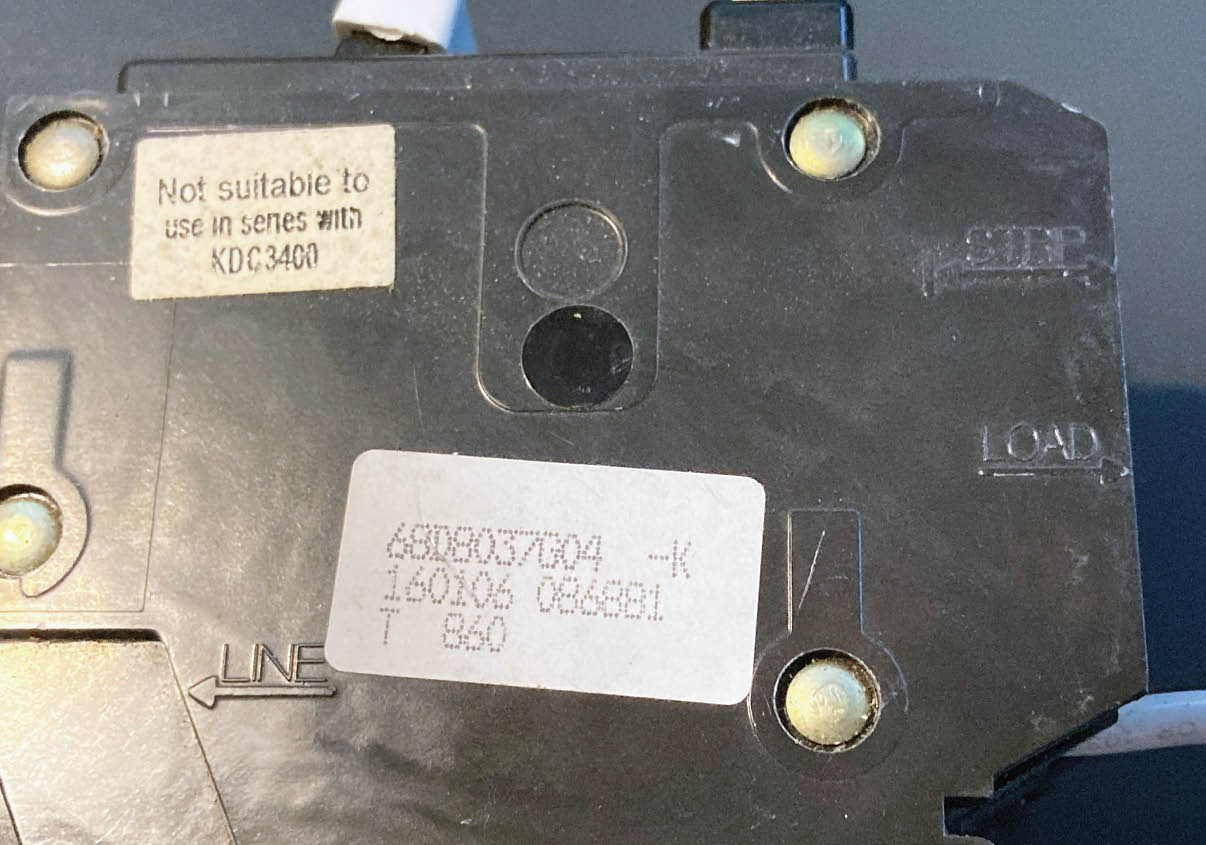 Not suitable to
use in series with
KDC3400
STRIP
LOAD
68D8037G04 -K
160106 086881
T 860
LINE